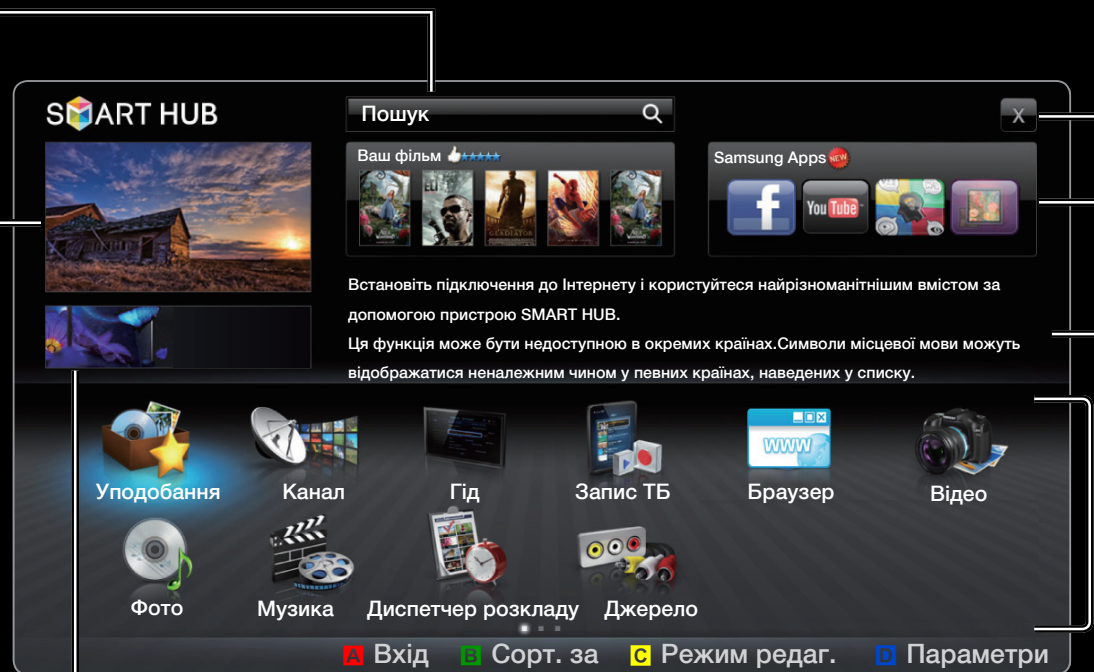 SMART HUB
Пошук
X
Ваш фільм
Samsung Apps NEW
ELI
GLADIATOR
f
You Tube
Встановіть підключення до Інтернету і користуйтеся найрізноманітнішим вмістом за
допомогою пристрою SMART HUB.
Ця функція може бути недоступною в окремих країнах.Символи місцевої мови можуть
відображатися неналежним чином у певних країнах, наведених у списку.
www
Уподобання Канал Гід Запис ТБ Браузер Відео
Фото Музика Диспетчер розкладу Джерело
A Вхід B Сорт. за C Режим редаг. D Параметри